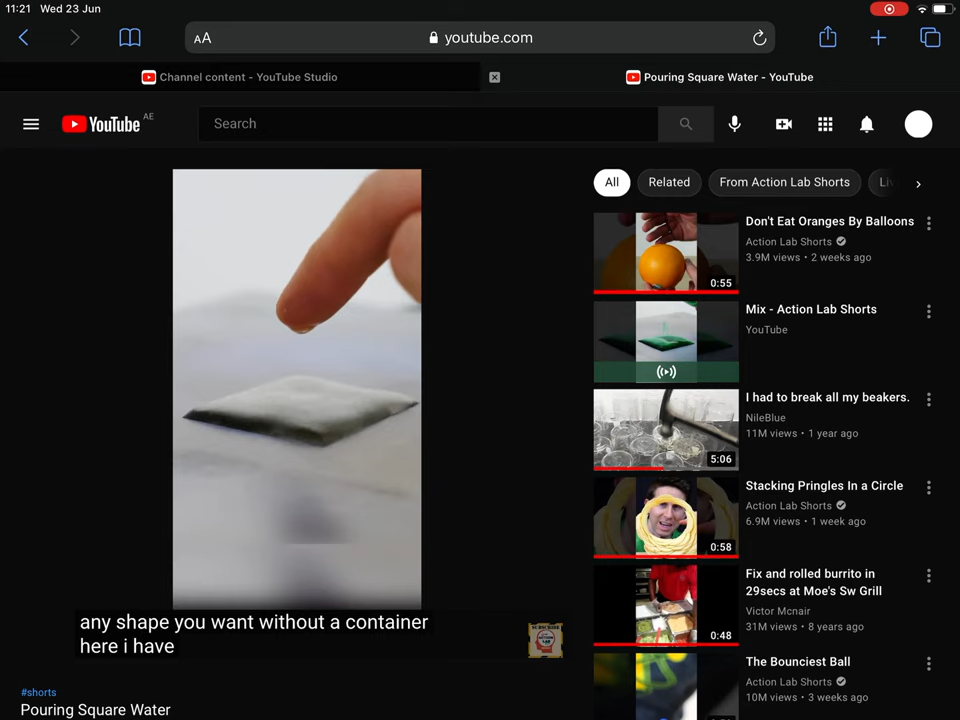 11:21 Wed 23 Jun
AA youtube.com
Channel content - YouTube Studio
Pouring Square Water - YouTube
YouTube AE
Search
All Related From Action Lab Shorts
Don't Eat Oranges By Balloons
Action Lab Shorts
3.9M views • 2 weeks ago
0:55
Mix - Action Lab Shorts
YouTube
I had to break all my beakers.
NileBlue
11M views • 1 year ago
5:06
Stacking Pringles In a Circle
Action Lab Shorts
6.9M views • 1 week ago
0:58
Fix and rolled burrito in
29secs at Moe's Sw Grill
Victor Mcnair
31M views • 8 years ago
0:48
The Bounciest Ball
Action Lab Shorts
10M views • 3 weeks ago
any shape you want without a container
here i have
SUBSCRIBE
#shorts
Pouring Square Water